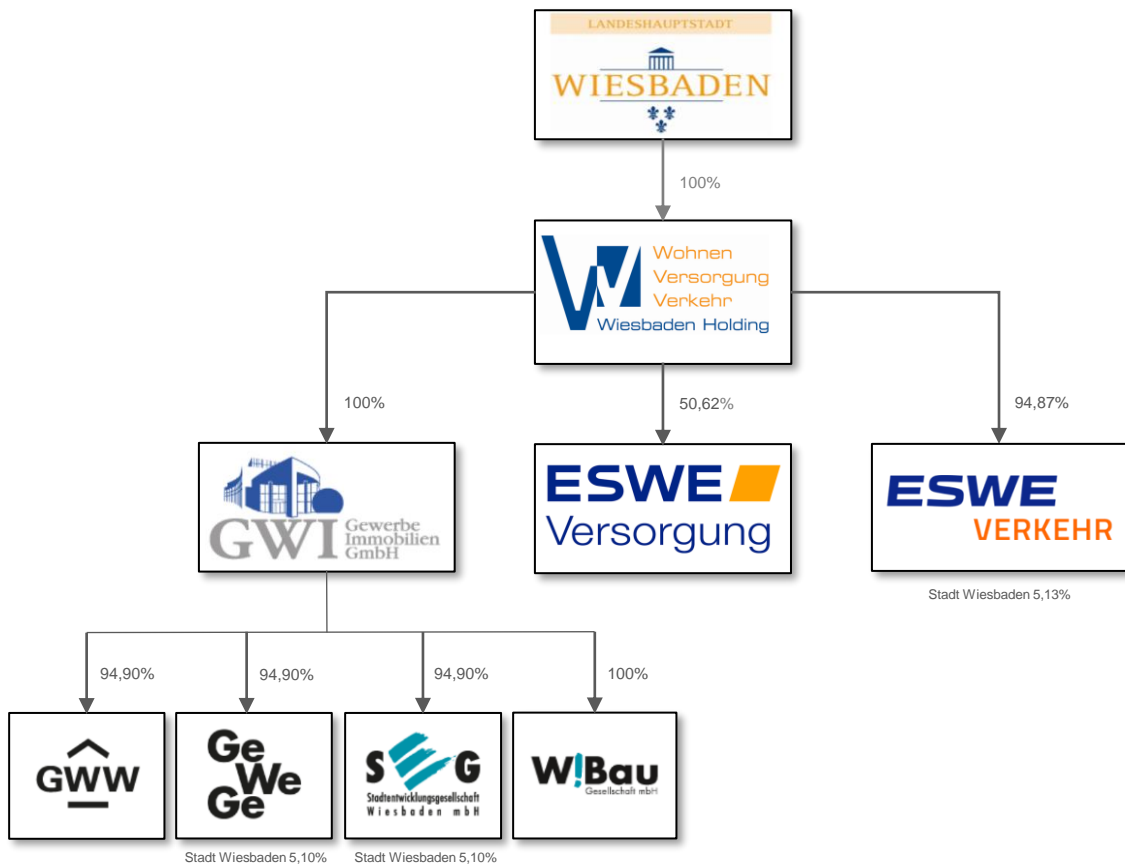 LANDESHAUPTSTADT
WIESBADEN
100%
Wohnen
Versorgung
Verkehr
Wiesbaden Holding
100%
50,62%
94,87%
GWI Gewerbe
Immobilien
GmbH
ESWE
Versorgung
ESWE
VERKEHR
Stadt Wiesbaden 5,13%
94,90%
94,90%
94,90%
100%
GWW
Ge
We
Ge
SEG
Stadtentwicklungsgesellschaft
Wiesbaden mbH
W!Bau
Gesellschaft mbH
Stadt Wiesbaden 5,10%
Stadt Wiesbaden 5,10%